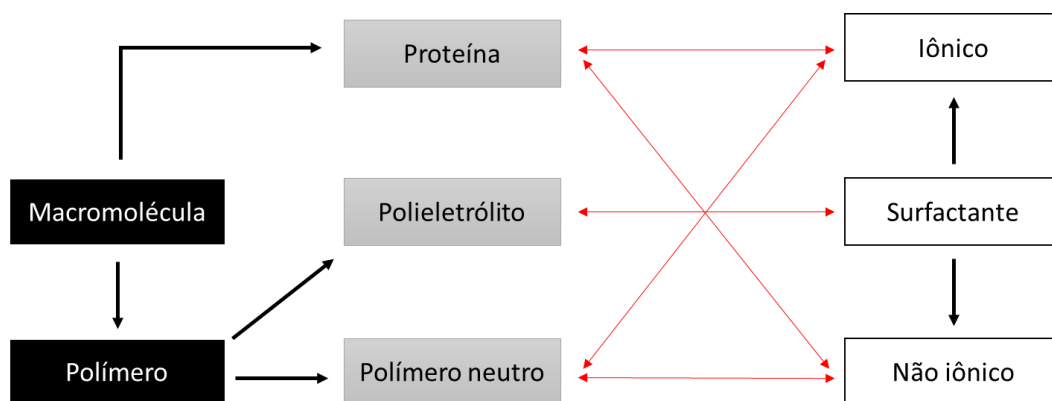 Proteína
Iônico
Macromolécula
Polieletrólito
Surfactante
Polímero
Polímero neutro
Não iônico